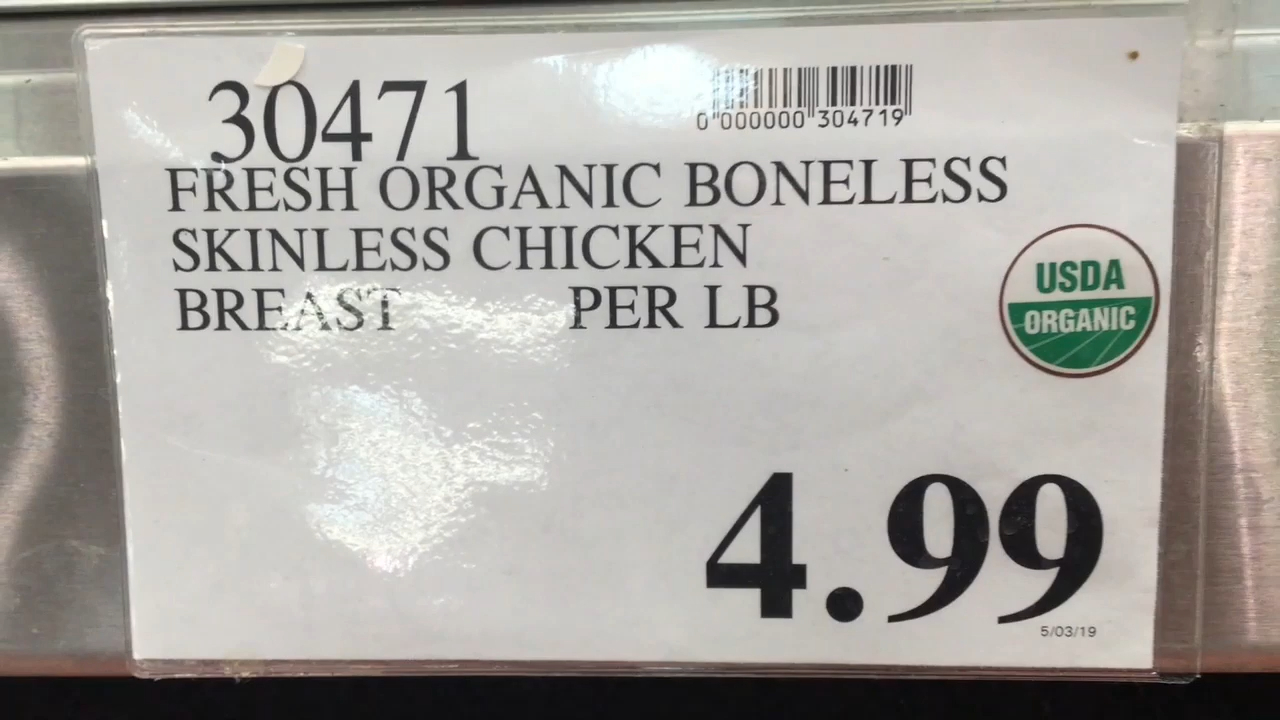 30471
0 000000 304719
FRESH ORGANIC BONELESS
SKINLESS CHICKEN
BREAST PER LB
USDA
ORGANIC
4.99
5/03/19